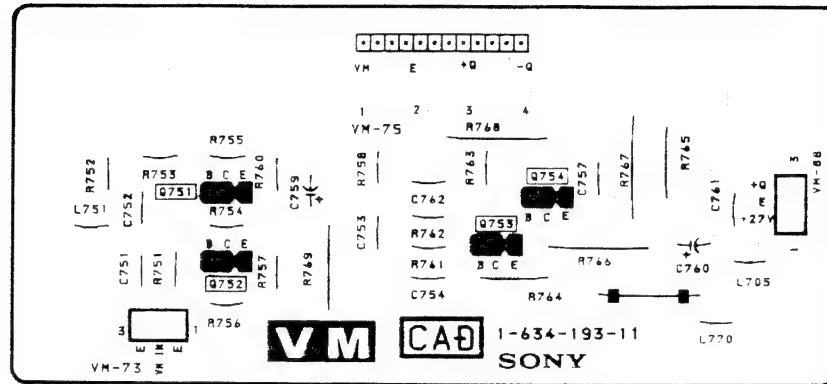 VM E +Q -Q
1 2 3 4
VM-75
R768
R755
R752
R753
R760
C759
R758
R763
C757
R767
R765
C761
VM-88
3
+Q
E
+27V
1
Q751
B C E
R754
L751
C752
Q754
B C E
C762
C753
R762
Q753
B C E
R761
R766
C760
L705
C751
R751
B C E
Q752
R757
R769
C754
R764
R756
3 1
E
VM IN
E
VM-73
VM
CAD
1-634-193-11
SONY
L770